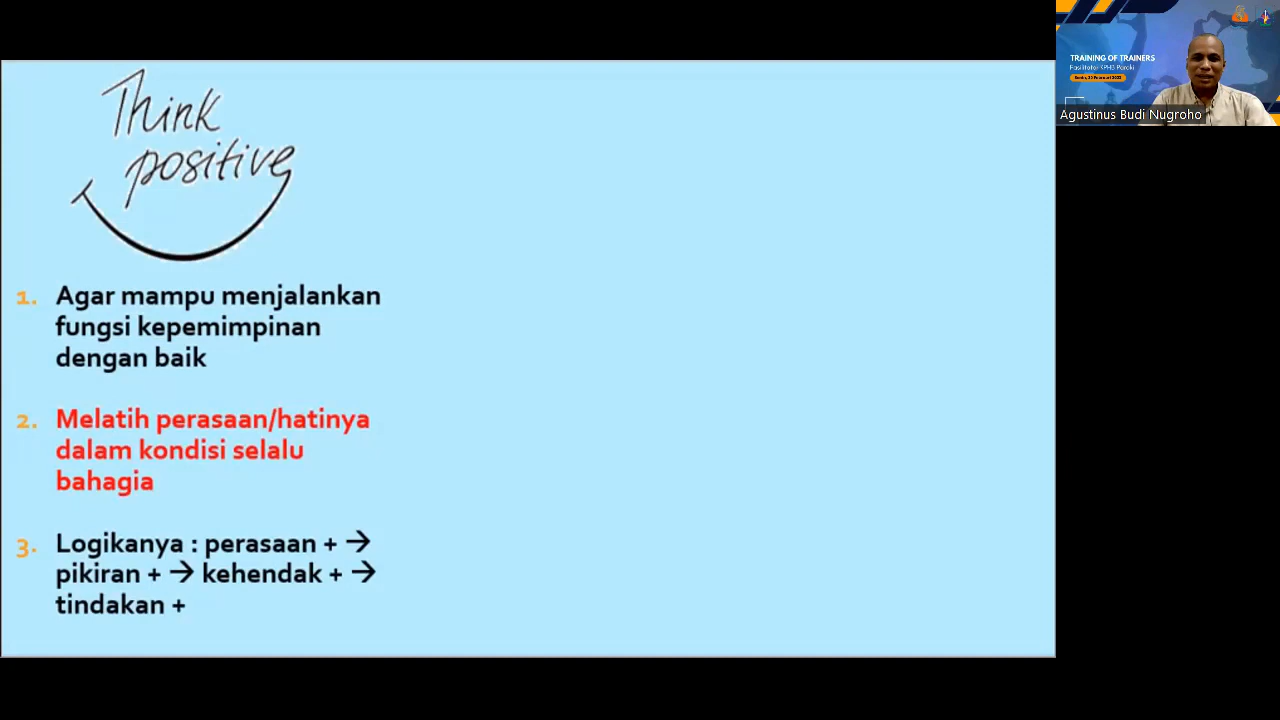 Think
positive
1. Agar mampu menjalankan
fungsi kepemimpinan
dengan baik
2. Melatih perasaan/hatinya
dalam kondisi selalu
bahagia
3. Logikanya : perasaan + →
pikiran + → kehendak + →
tindakan +
TRAINING OF TRAINERS
Agustinus Budi Nugroho